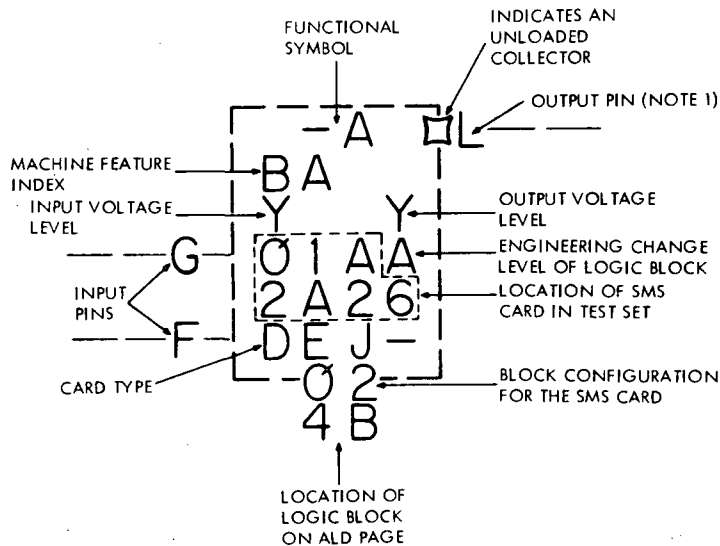 FUNCTIONAL
SYMBOL
INDICATES AN
UNLOADED
COLLECTOR
OUTPUT PIN (NOTE 1)
-A
L
MACHINE FEATURE
INDEX
BA
INPUT VOLTAGE
LEVEL
Y
Y
OUTPUT VOLTAGE
LEVEL
G
01AA
ENGINEERING CHANGE
LEVEL OF LOGIC BLOCK
INPUT
PINS
2A26
LOCATION OF SMS
CARD IN TEST SET
F
DEJ-
CARD TYPE
02
BLOCK CONFIGURATION
FOR THE SMS CARD
4B
LOCATION OF
LOGIC BLOCK
ON ALD PAGE